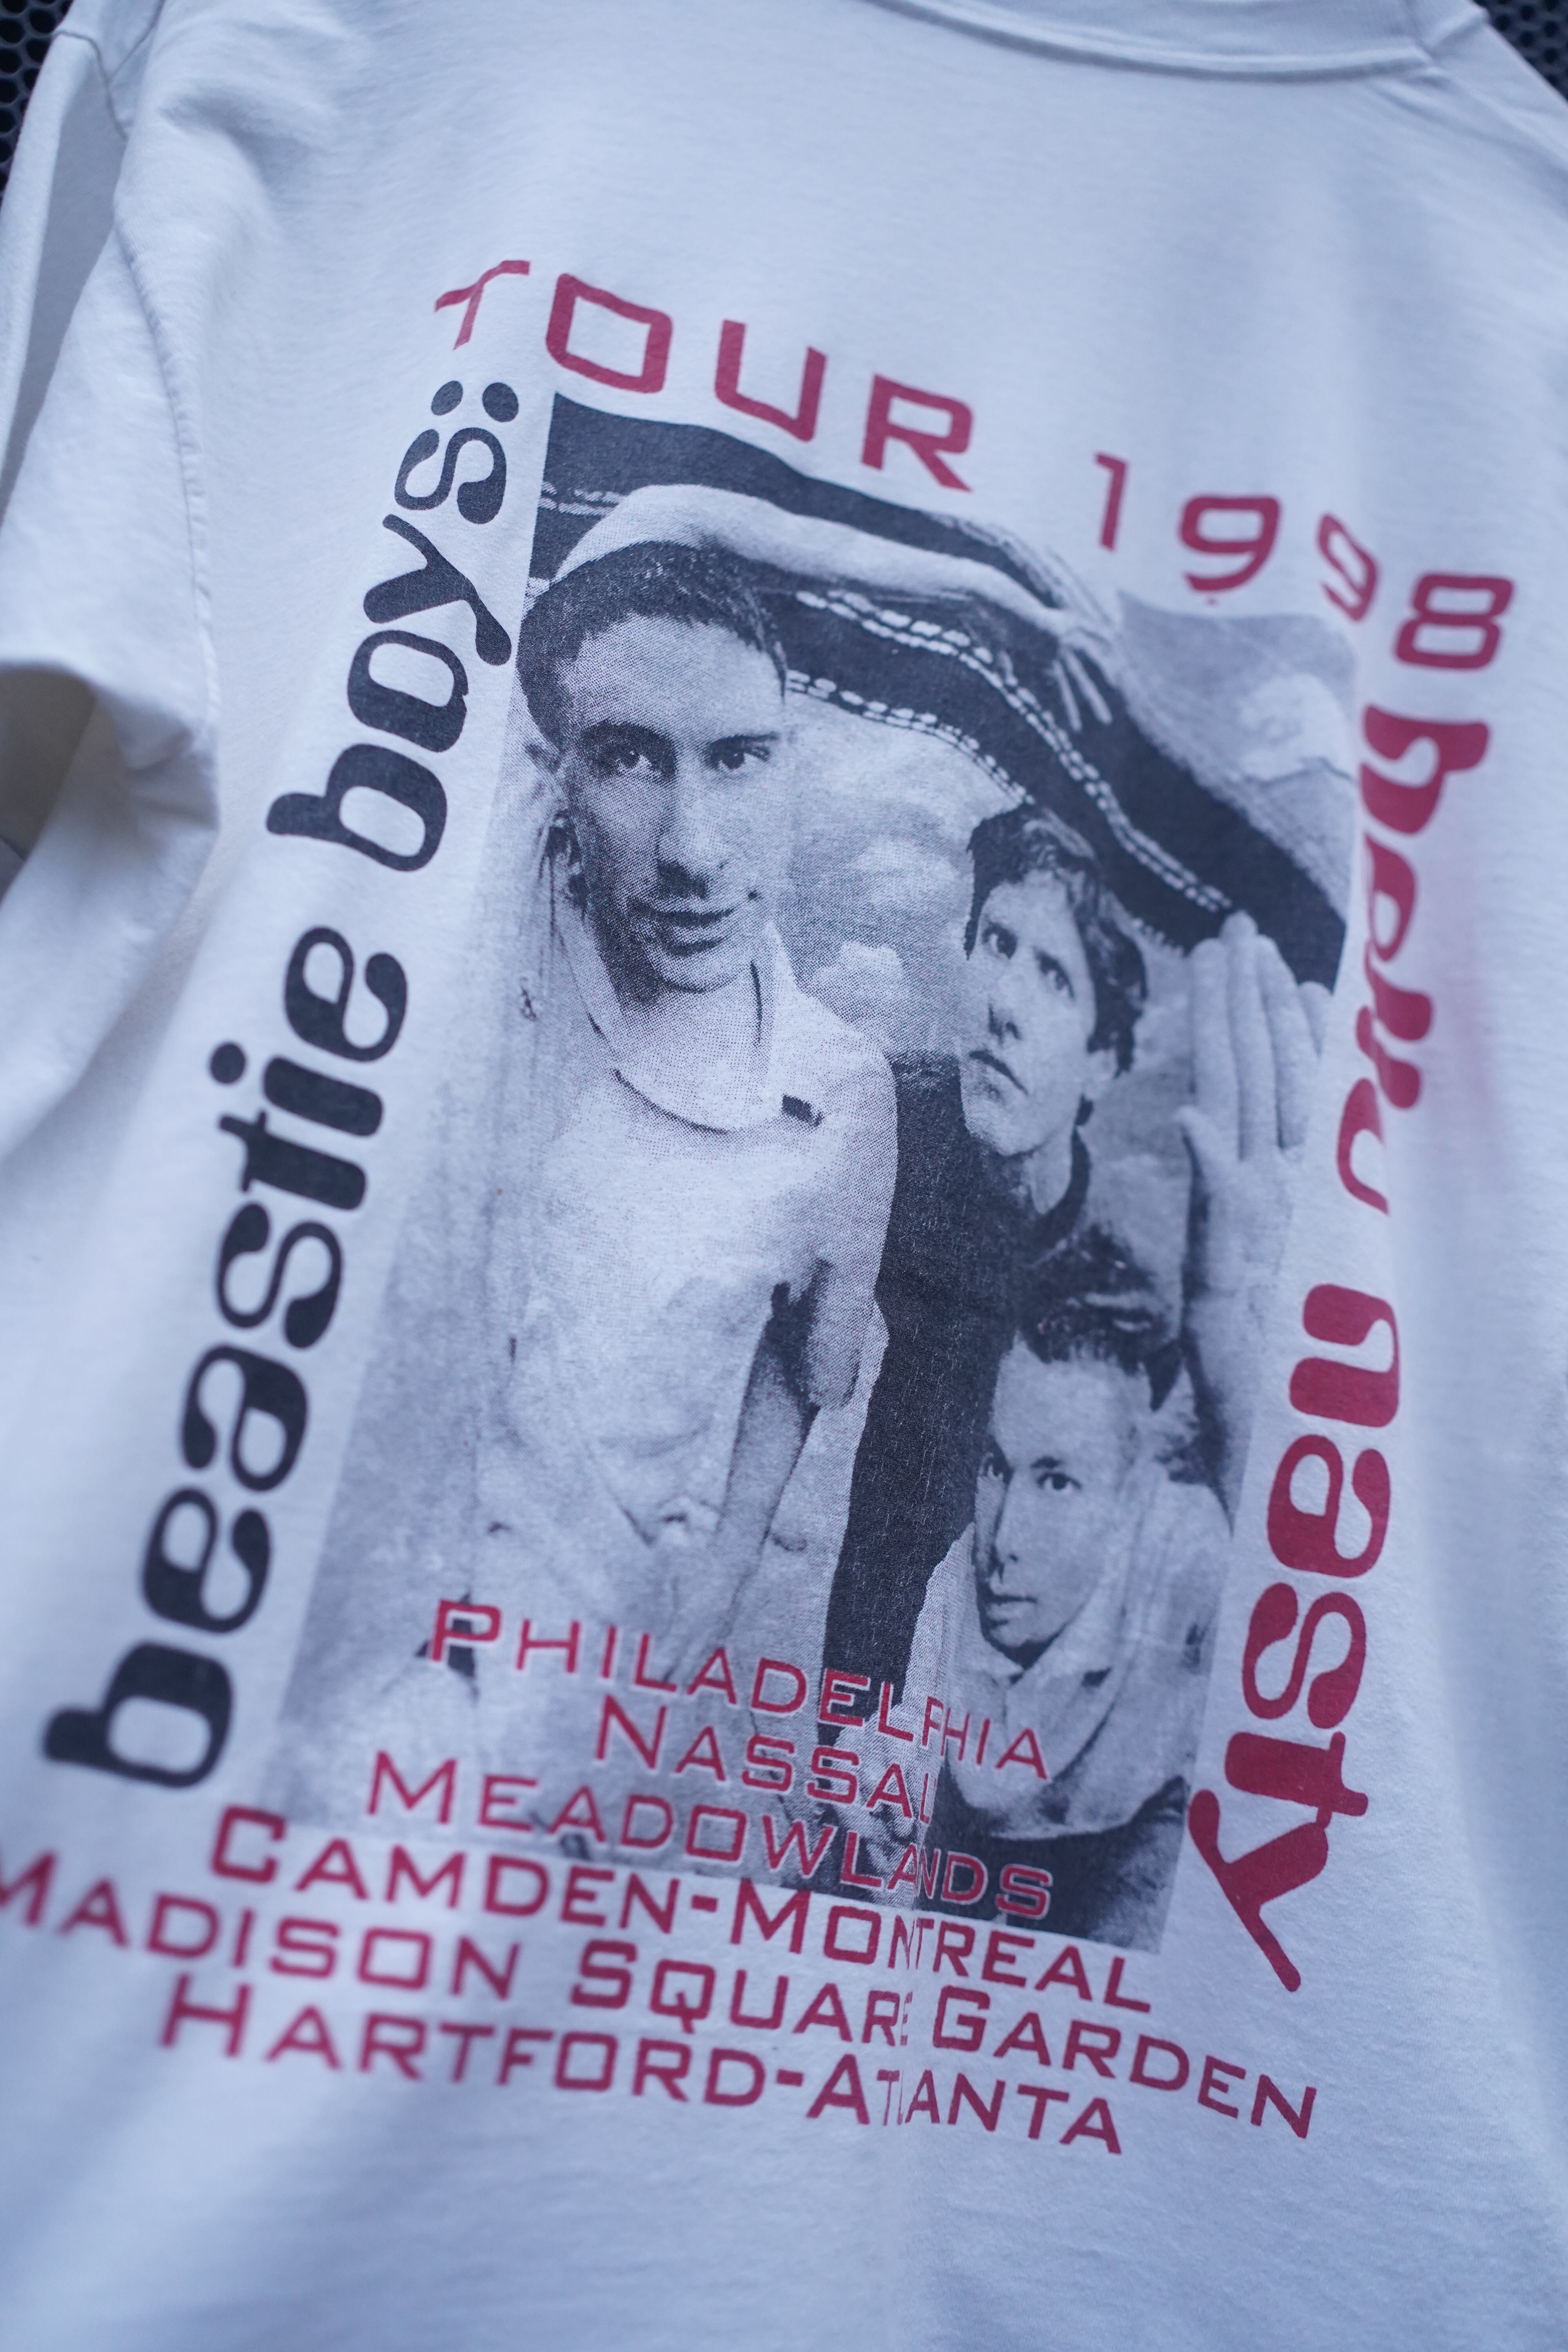 TOUR 1998
beastie boys:
hello nasty
PHILADELPHIA
NASSAU
MEADOWLANDS
CAMDEN-MONTREAL
MADISON SQUARE GARDEN
HARTFORD-ATLANTA